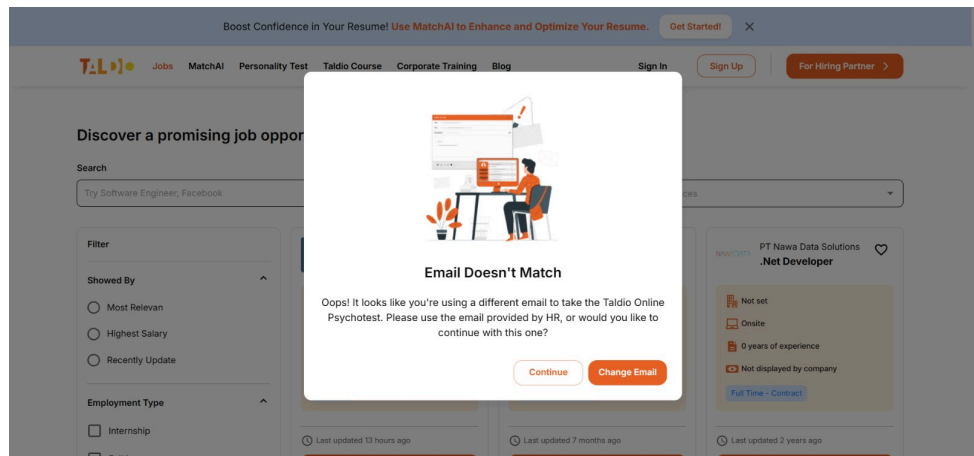 Boost Confidence in Your Resume! Use MatchAI to Enhance and Optimize Your Resume. Get Started!
Jobs MatchAI Personality Test Taldio Course Corporate Training Blog Sign In Sign Up For Hiring Partner
Discover a promising job oppor
Search
Try Software Engineer, Facebook
Filter
Showed By
Most Relevan
Highest Salary
Recently Update
Employment Type
Internship
Email Doesn't Match
Oops! It looks like you're using a different email to take the Taldio Online
Psychotest. Please use the email provided by HR, or would you like to
continue with this one?
Continue Change Email
PT Nawa Data Solutions
.Net Developer
Not set
Onsite
0 years of experience
Not displayed by company
Full Time - Contract
Last updated 13 hours ago
Last updated 7 months ago
Last updated 2 years ago